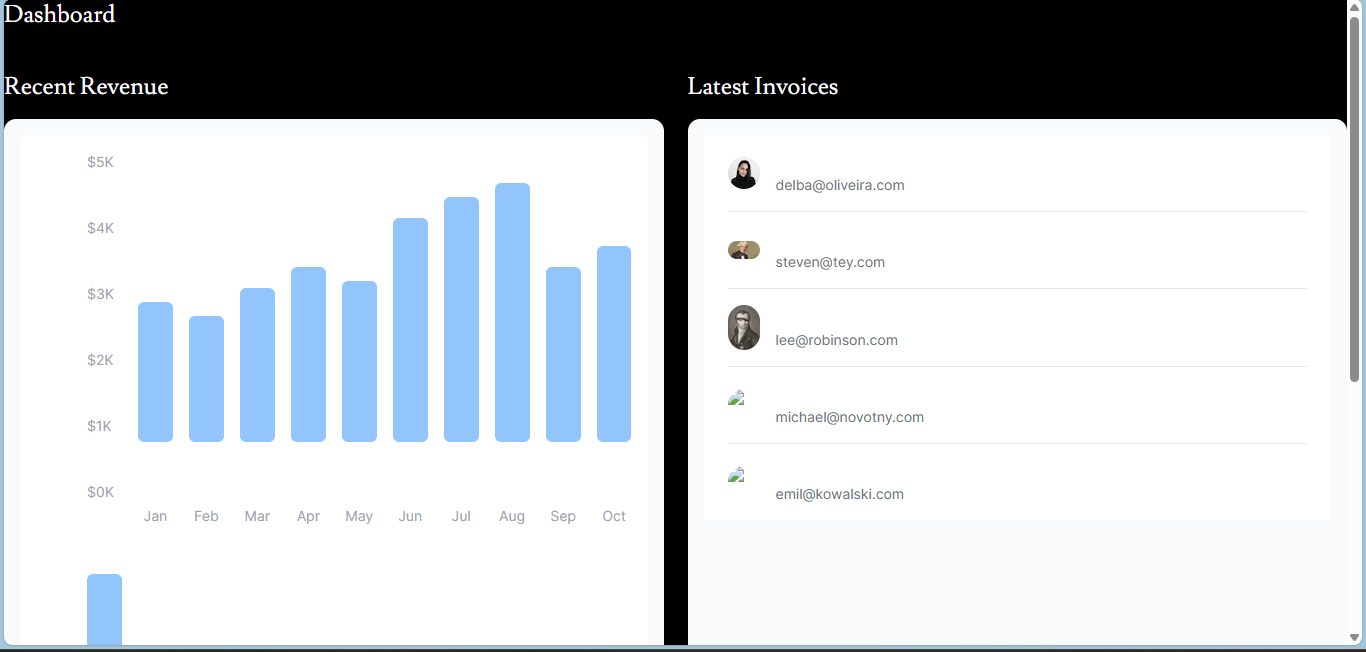 Dashboard
Recent Revenue
$5K
$4K
$3K
$2K
$1K
$0K
Jan Feb Mar Apr May Jun Jul Aug Sep Oct
Latest Invoices
delba@oliveira.com
steven@tey.com
lee@robinson.com
michael@novotny.com
emil@kowalski.com